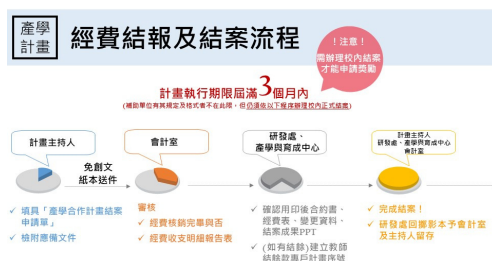 產學
計畫
經費結報及結案流程
!注意!
需辦理校內結案
才能申請獎勵
計畫執行期限屆滿3個月內
(補助單位有其規定及格式者不在此限,但仍須依以下程序辦理校內正式結案)
計畫主持人
免創文
紙本送件
✓ 填具「產學合作計畫結案
申請單」
✓ 檢附應備文件
會計室
審核
✓ 經費核銷完畢與否
✓ 經費收支明細報告表
研發處、
產學與育成中心
✓ 確認用印後合約書、
經費表、變更資料、
結案成果PPT
✓ (如有結餘)建立教師
結餘款專戶計畫序號
計畫主持人
研發處、產學與育成中心
會計室
✓ 完成結案!
✓ 研發處回擲影本予會計室
及主持人留存